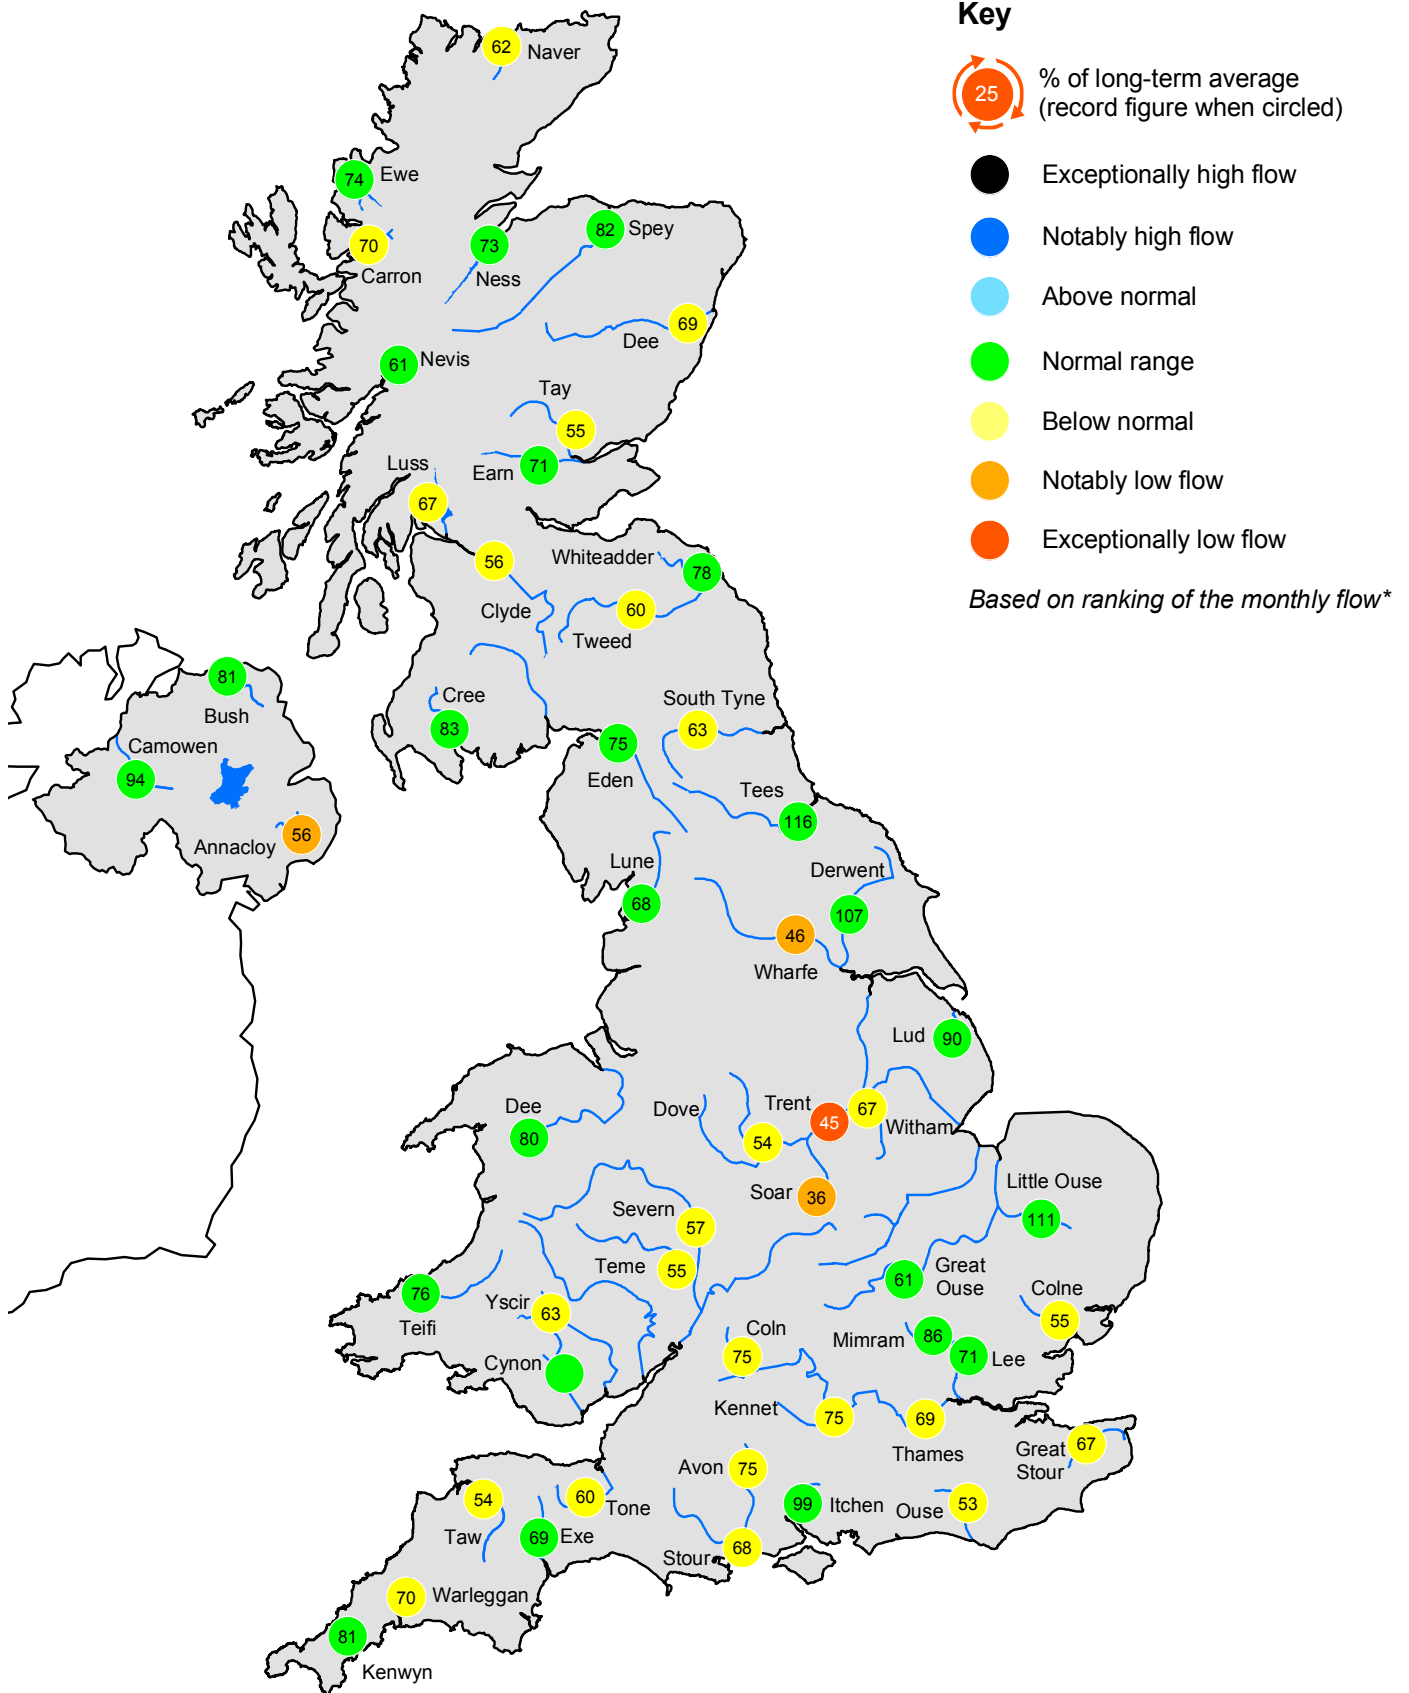 Key
25
% of long-term average
(record figure when circled)
Exceptionally high flow
Notably high flow
Above normal
Normal range
Below normal
Notably low flow
Exceptionally low flow
Based on ranking of the monthly flow*
62 Naver
74 Ewe
70
Carron
73
Ness
82 Spey
69
Dee
61 Nevis
Tay
55
Earn 71
Luss
67
56
Clyde
Whiteadder
78
60
Tweed
81
Bush
Camowen
94
Annacloy 56
Cree
83
South Tyne
63
75
Eden
Tees
116
Lune
68
Derwent
107
46
Wharfe
Lud 90
Dee
80
Dove
54
Trent
45
67
Witham
Soar 36
Little Ouse
111
Severn
57
Teme 55
61
Great
Ouse
Colne
55
76
Teifi
Yscir
63
Cynon
Coln
75
Mimram 86
71 Lee
Kennet
75
69
Thames
67
Great
Stour
Avon 75
99 Itchen
Ouse 53
54
Taw
60
Tone
69 Exe
Stour 68
70 Warleggan
81
Kenwyn